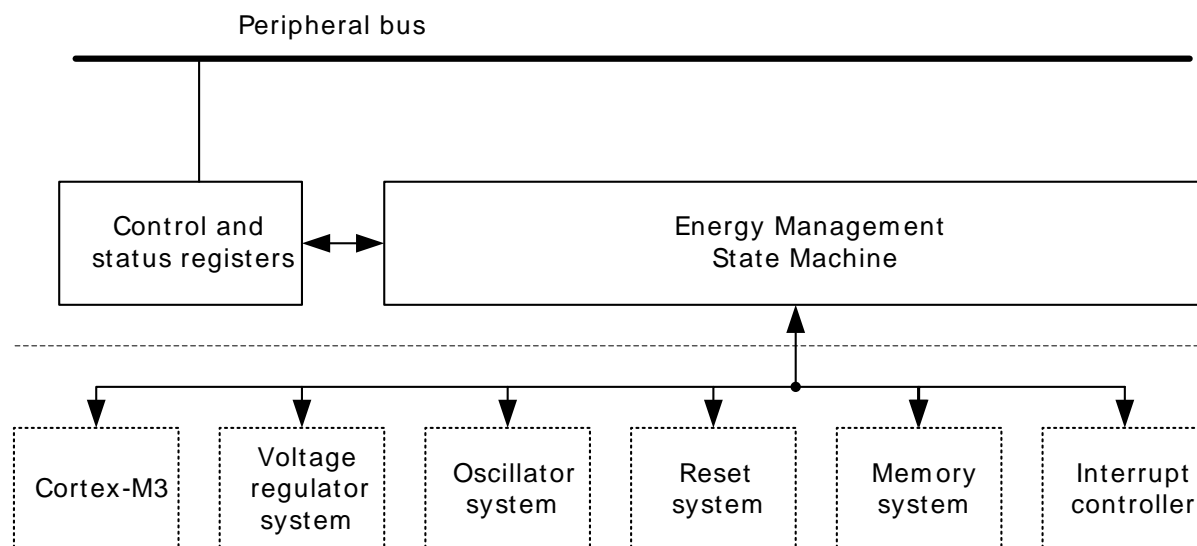 Peripheral bus
Control and
status registers
Energy Management
State Machine
Cortex-M3
Voltage
regulator
system
Oscillator
system
Reset
system
Memory
system
Interrupt
controller